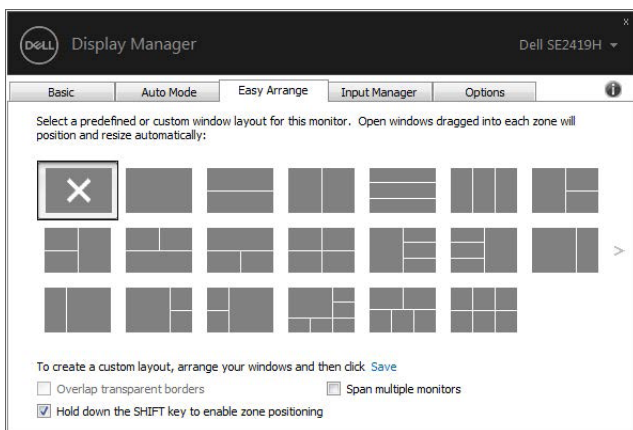 x
DELL Display Manager Dell SE2419H
Basic Auto Mode Easy Arrange Input Manager Options i
Select a predefined or custom window layout for this monitor. Open windows dragged into each zone will
position and resize automatically:
>
To create a custom layout, arrange your windows and then click Save
Overlap transparent borders Span multiple monitors
Hold down the SHIFT key to enable zone positioning